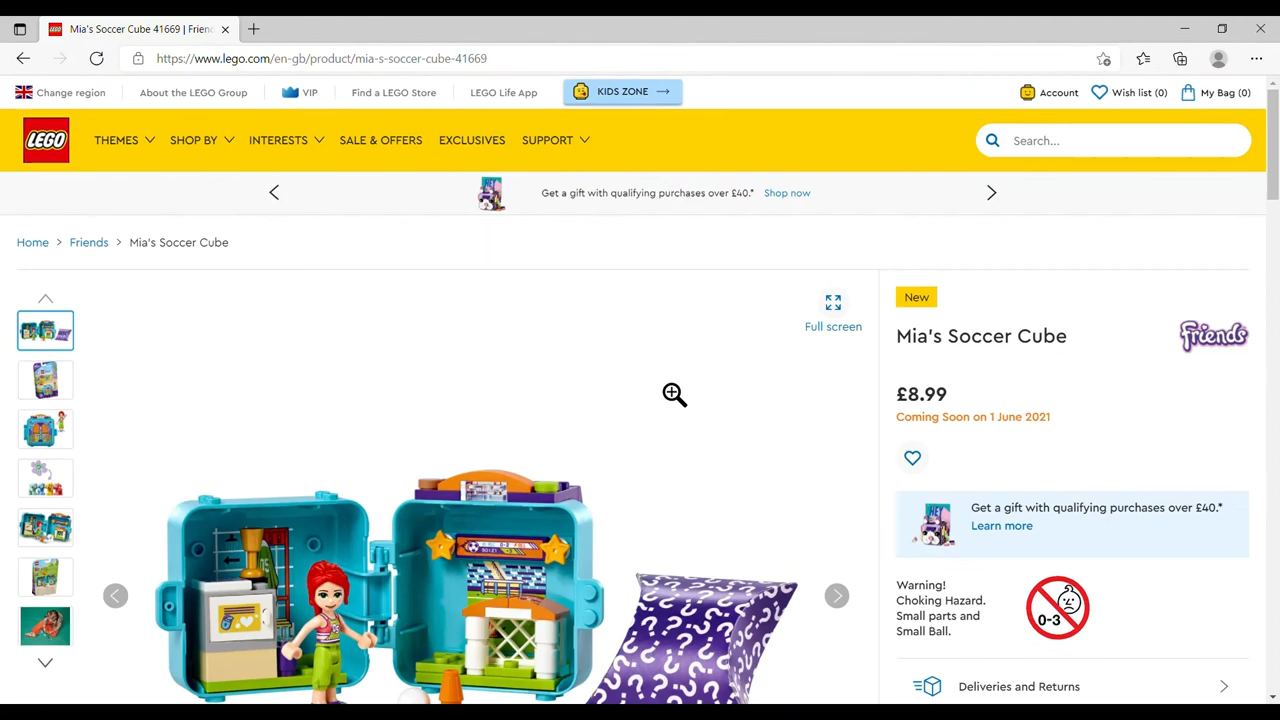 Mia's Soccer Cube 41669 | Frien
https://www.lego.com/en-gb/product/mia-s-soccer-cube-41669
Change region
About the LEGO Group
VIP
Find a LEGO Store
LEGO Life App
KIDS ZONE
Account
Wish list (0)
My Bag (0)
LEGO
THEMES
SHOP BY
INTERESTS
SALE & OFFERS
EXCLUSIVES
SUPPORT
Search...
Get a gift with qualifying purchases over £40.* Shop now
Home > Friends > Mia's Soccer Cube
Full screen
New
Mia's Soccer Cube
Friends
£8.99
Coming Soon on 1 June 2021
Get a gift with qualifying purchases over £40.*
Learn more
Warning!
Choking Hazard.
Small parts and
Small Ball.
0-3
Deliveries and Returns